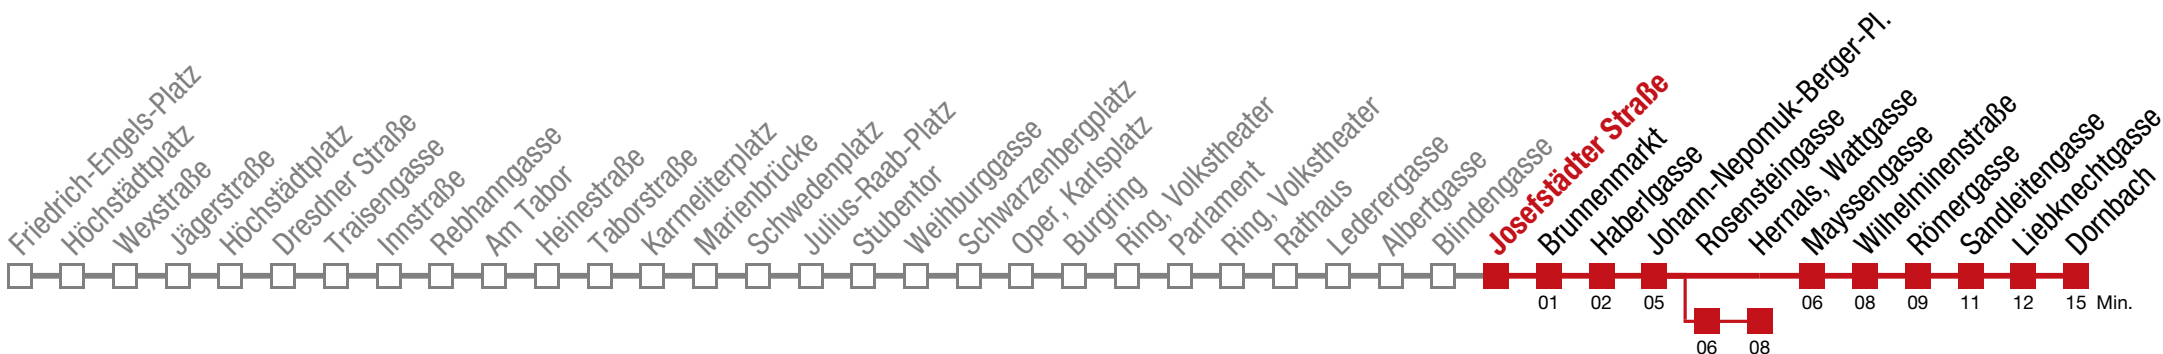 Friedrich-Engels-Platz
Höchstädtplatz
Wexstraße
Jägerstraße
Höchstädtplatz
Dresdner Straße
Traisengasse
Innstraße
Rebhanngasse
Am Tabor
Heinestraße
Taborstraße
Karmeliterplatz
Marienbrücke
Schwedenplatz
Julius-Raab-Platz
Stubentor
Weihburggasse
Schwarzenbergplatz
Oper, Karlsplatz
Burgring
Ring, Volkstheater
Parlament
Ring, Volkstheater
Rathaus
Lederergasse
Albertgasse
Blindengasse
Josefstädter Straße
Brunnenmarkt
Haberlgasse
Johann-Nepomuk-Berger-Pl.
Rosensteingasse
Hernals, Wattgasse
Mayssengasse
Wilhelminenstraße
Römergasse
Sandleitengasse
Liebknechtgasse
Dornbach
01 02 05 06 08 09 11 12 15 Min.
06 08